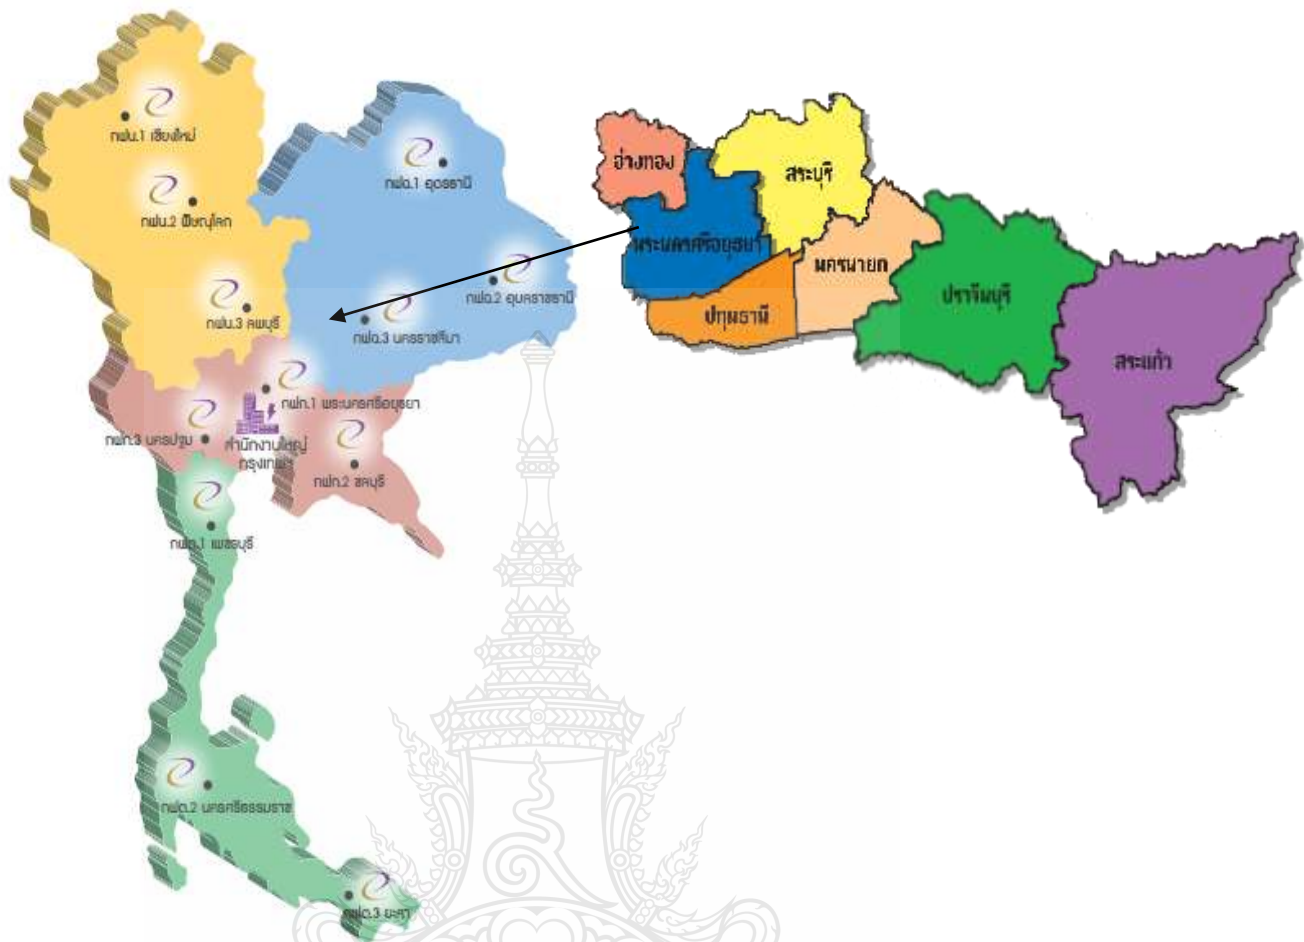 กฟน.1 เชียงใหม่
กฟน.2 พิษณุโลก
กฟน.3 ลพบุรี
กฟฉ.1 อุดรธานี
กฟฉ.2 อุบลราชธานี
กฟฉ.3 นครราชสีมา
กฟก.1 พระนครศรีอยุธยา
กฟก.3 นครปฐม
สำนักงานใหญ่
กรุงเทพฯ
กฟก.2 ชลบุรี
กฟต.1 เพชรบุรี
กฟต.2 นครศรีธรรมราช
กฟต.3 ยะลา
อ่างทอง
สระบุรี
พระนครศรีอยุธยา
นครนายก
ปทุมธานี
ปราจีนบุรี
สระแก้ว